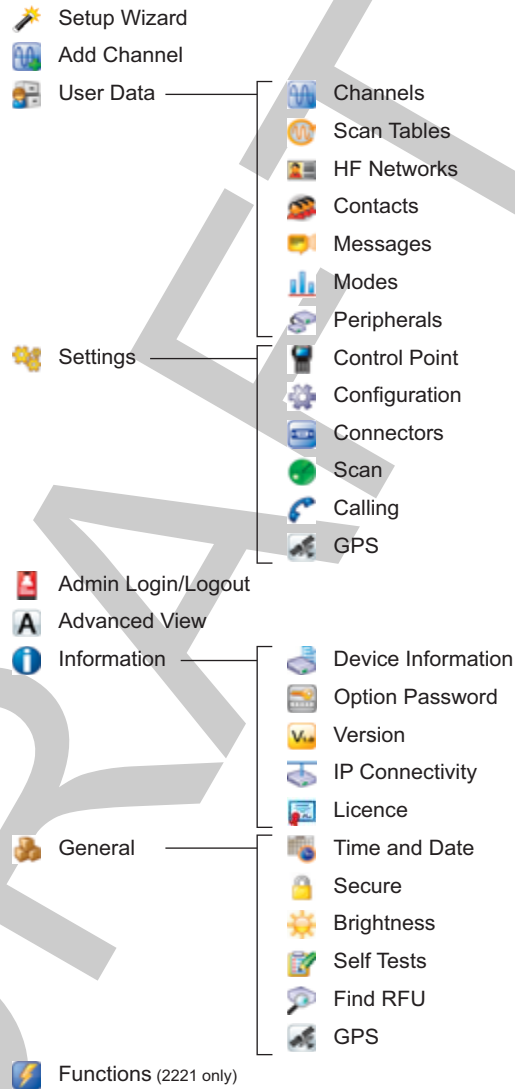 Setup Wizard
Add Channel
User Data
Channels
Scan Tables
HF Networks
Contacts
Messages
Modes
Peripherals
Settings
Control Point
Configuration
Connectors
Scan
Calling
GPS
Admin Login/Logout
A
Advanced View
Information
Device Information
Option Password
V1.0
Version
IP Connectivity
Licence
General
Time and Date
Secure
Brightness
Self Tests
Find RFU
GPS
Functions (2221 only)
DRAFT